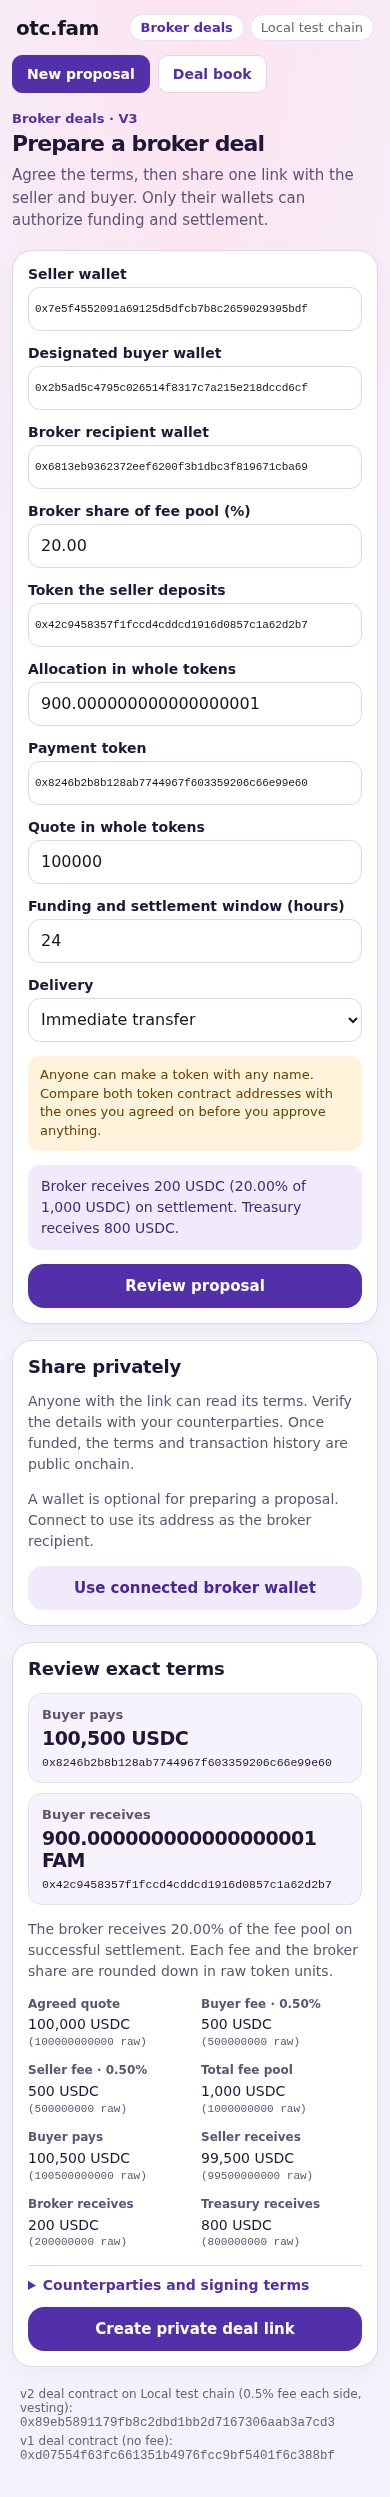 otc.fam
Broker deals
Local test chain
New proposal
Deal book
Broker deals · V3
Prepare a broker deal
Agree the terms, then share one link with the
seller and buyer. Only their wallets can
authorize funding and settlement.
Seller wallet
0x7e5f4552091a69125d5dfcb7b8c2659029395bdf
Designated buyer wallet
0x2b5ad5c4795c026514f8317c7a215e218dccd6cf
Broker recipient wallet
0x6813eb9362372eef6200f3b1dbc3f819671cba69
Broker share of fee pool (%)
20.00
Token the seller deposits
0x42c9458357f1fccd4cddcd1916d0857c1a62d2b7
Allocation in whole tokens
900.000000000000000001
Payment token
0x8246b2b8b128ab7744967f603359206c66e99e60
Quote in whole tokens
100000
Funding and settlement window (hours)
24
Delivery
Immediate transfer
Anyone can make a token with any name.
Compare both token contract addresses with
the ones you agreed on before you approve
anything.
Broker receives 200 USDC (20.00% of
1,000 USDC) on settlement. Treasury
receives 800 USDC.
Review proposal
Share privately
Anyone with the link can read its terms. Verify
the details with your counterparties. Once
funded, the terms and transaction history are
public onchain.
A wallet is optional for preparing a proposal.
Connect to use its address as the broker
recipient.
Use connected broker wallet
Review exact terms
Buyer pays
100,500 USDC
0x8246b2b8b128ab7744967f603359206c66e99e60
Buyer receives
900.000000000000000001
FAM
0x42c9458357f1fccd4cddcd1916d0857c1a62d2b7
The broker receives 20.00% of the fee pool on
successful settlement. Each fee and the broker
share are rounded down in raw token units.
Agreed quote
100,000 USDC
(100000000000 raw)
Buyer fee · 0.50%
500 USDC
(500000000 raw)
Seller fee · 0.50%
500 USDC
(500000000 raw)
Total fee pool
1,000 USDC
(1000000000 raw)
Buyer pays
100,500 USDC
(100500000000 raw)
Seller receives
99,500 USDC
(99500000000 raw)
Broker receives
200 USDC
(200000000 raw)
Treasury receives
800 USDC
(800000000 raw)
Counterparties and signing terms
Create private deal link
v2 deal contract on Local test chain (0.5% fee each side,
vesting):
0x89eb5891179fb8c2dbd1bb2d7167306aab3a7cd3
v1 deal contract (no fee):
0xd07554f63fc661351b4976fcc9bf5401f6c388bf